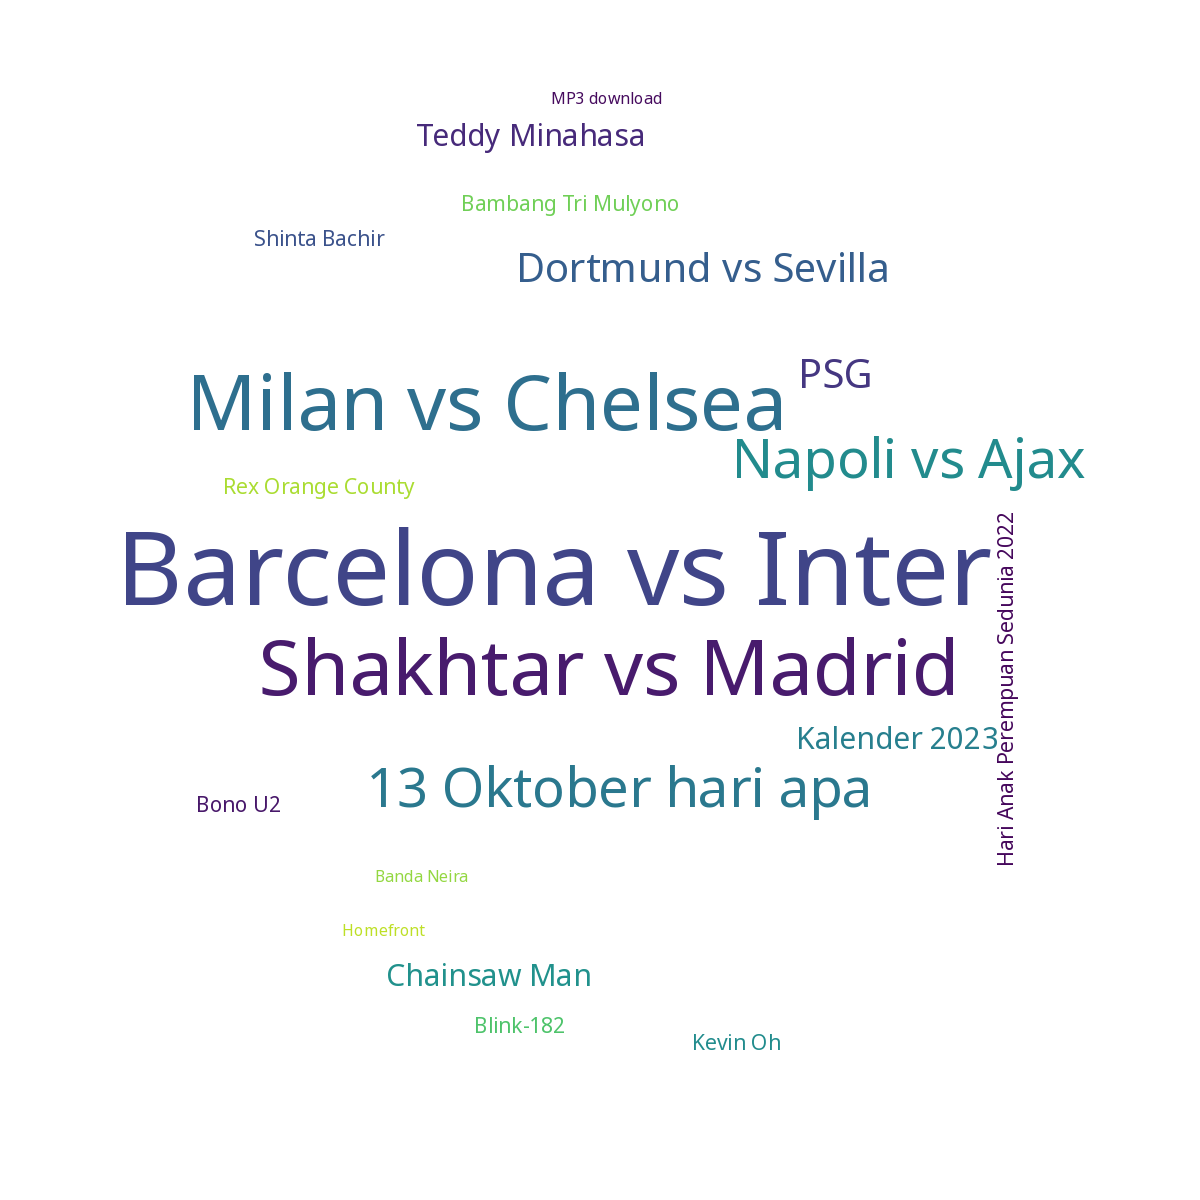 MP3 download
Teddy Minahasa
Bambang Tri Mulyono
Shinta Bachir
Dortmund vs Sevilla
PSG
Milan vs Chelsea
Napoli vs Ajax
Rex Orange County
Barcelona vs Inter
Hari Anak Perempuan Sedunia 2022
Shakhtar vs Madrid
Kalender 2023
13 Oktober hari apa
Bono U2
Banda Neira
Homefront
Chainsaw Man
Blink-182
Kevin Oh